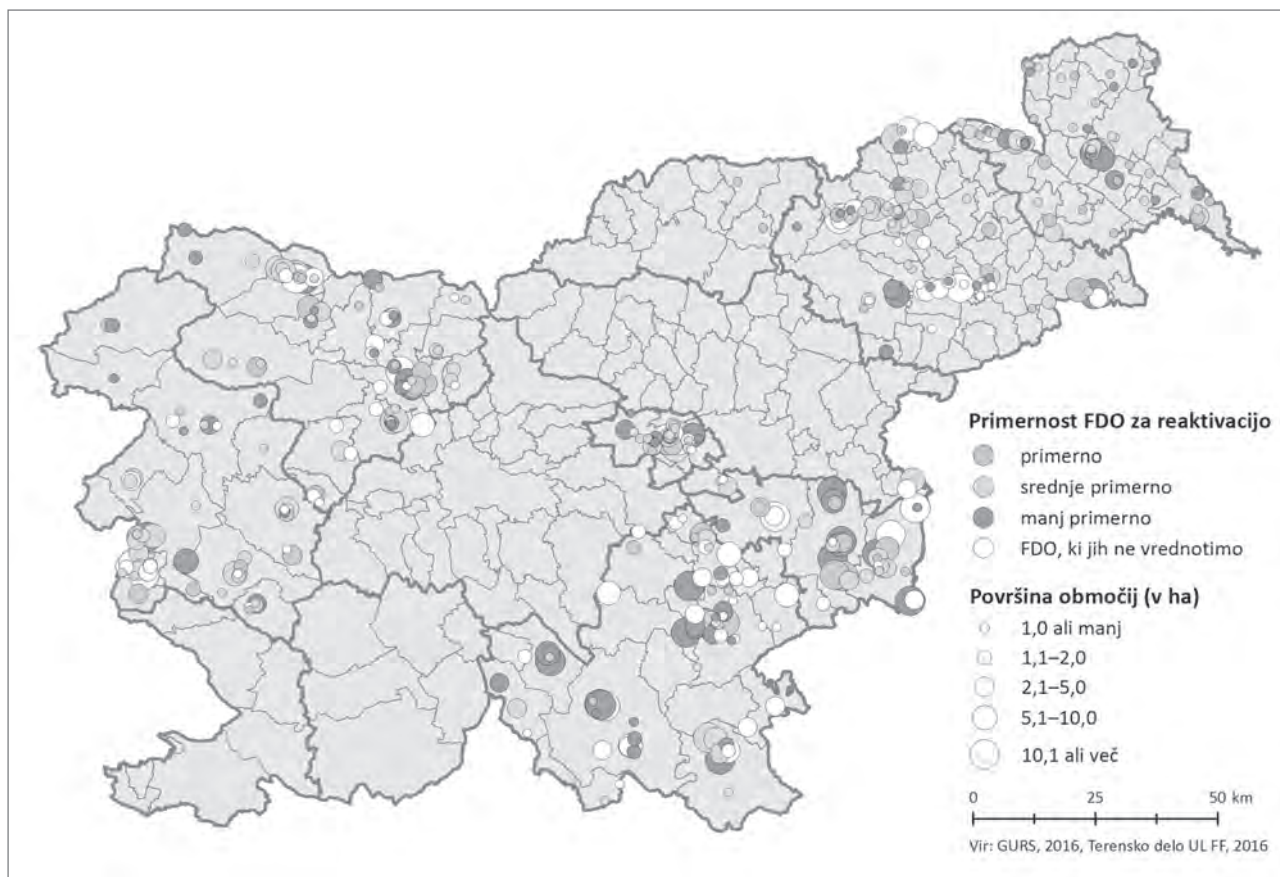 Primernost FDO za reaktivacijo
primerno
srednje primerno
manj primerno
FDO, ki jih ne vrednotimo
Površina območij (v ha)
1,0 ali manj
1,1–2,0
2,1–5,0
5,1–10,0
10,1 ali več
0 25 50 km
Vir: GURS, 2016, Terensko delo UL FF, 2016